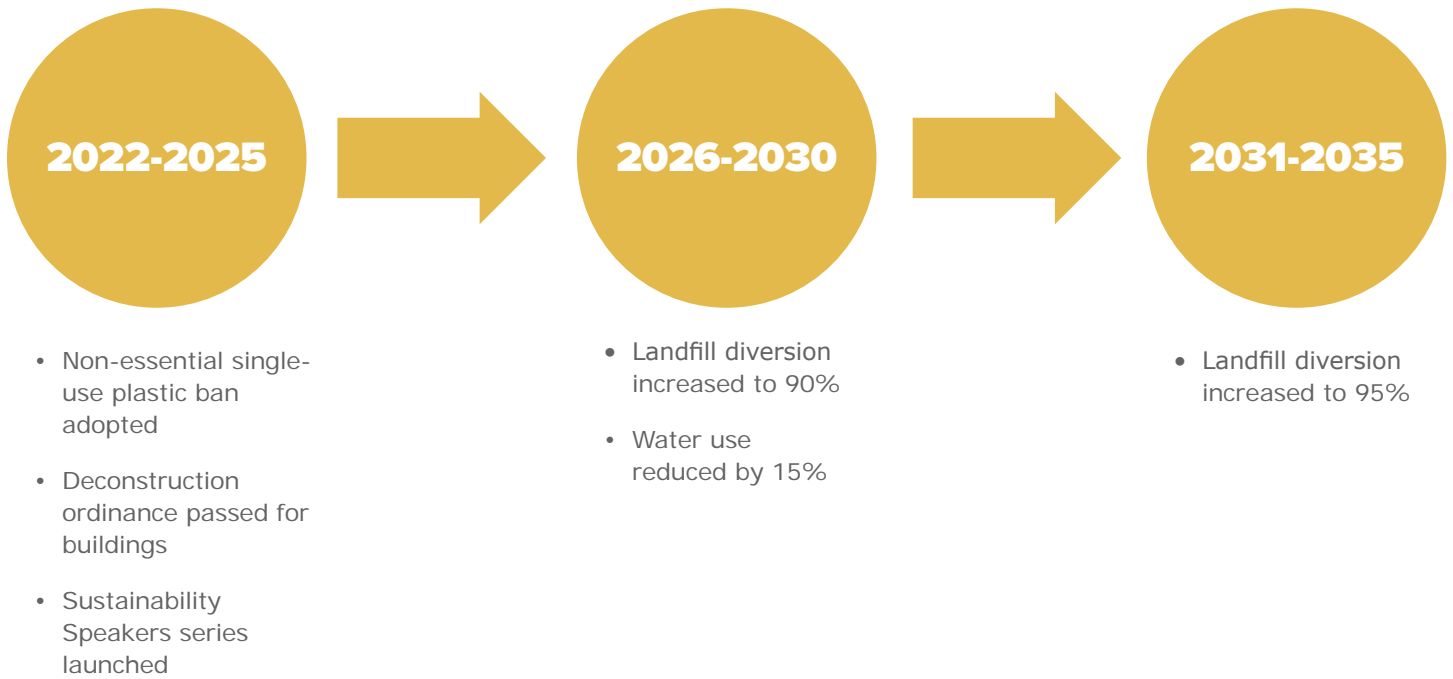 2022-2025
2026-2030
2031-2035
• Non-essential single-
use plastic ban
adopted
• Deconstruction
ordinance passed for
buildings
• Sustainability
Speakers series
launched
• Landfill diversion
increased to 90%
• Water use
reduced by 15%
• Landfill diversion
increased to 95%